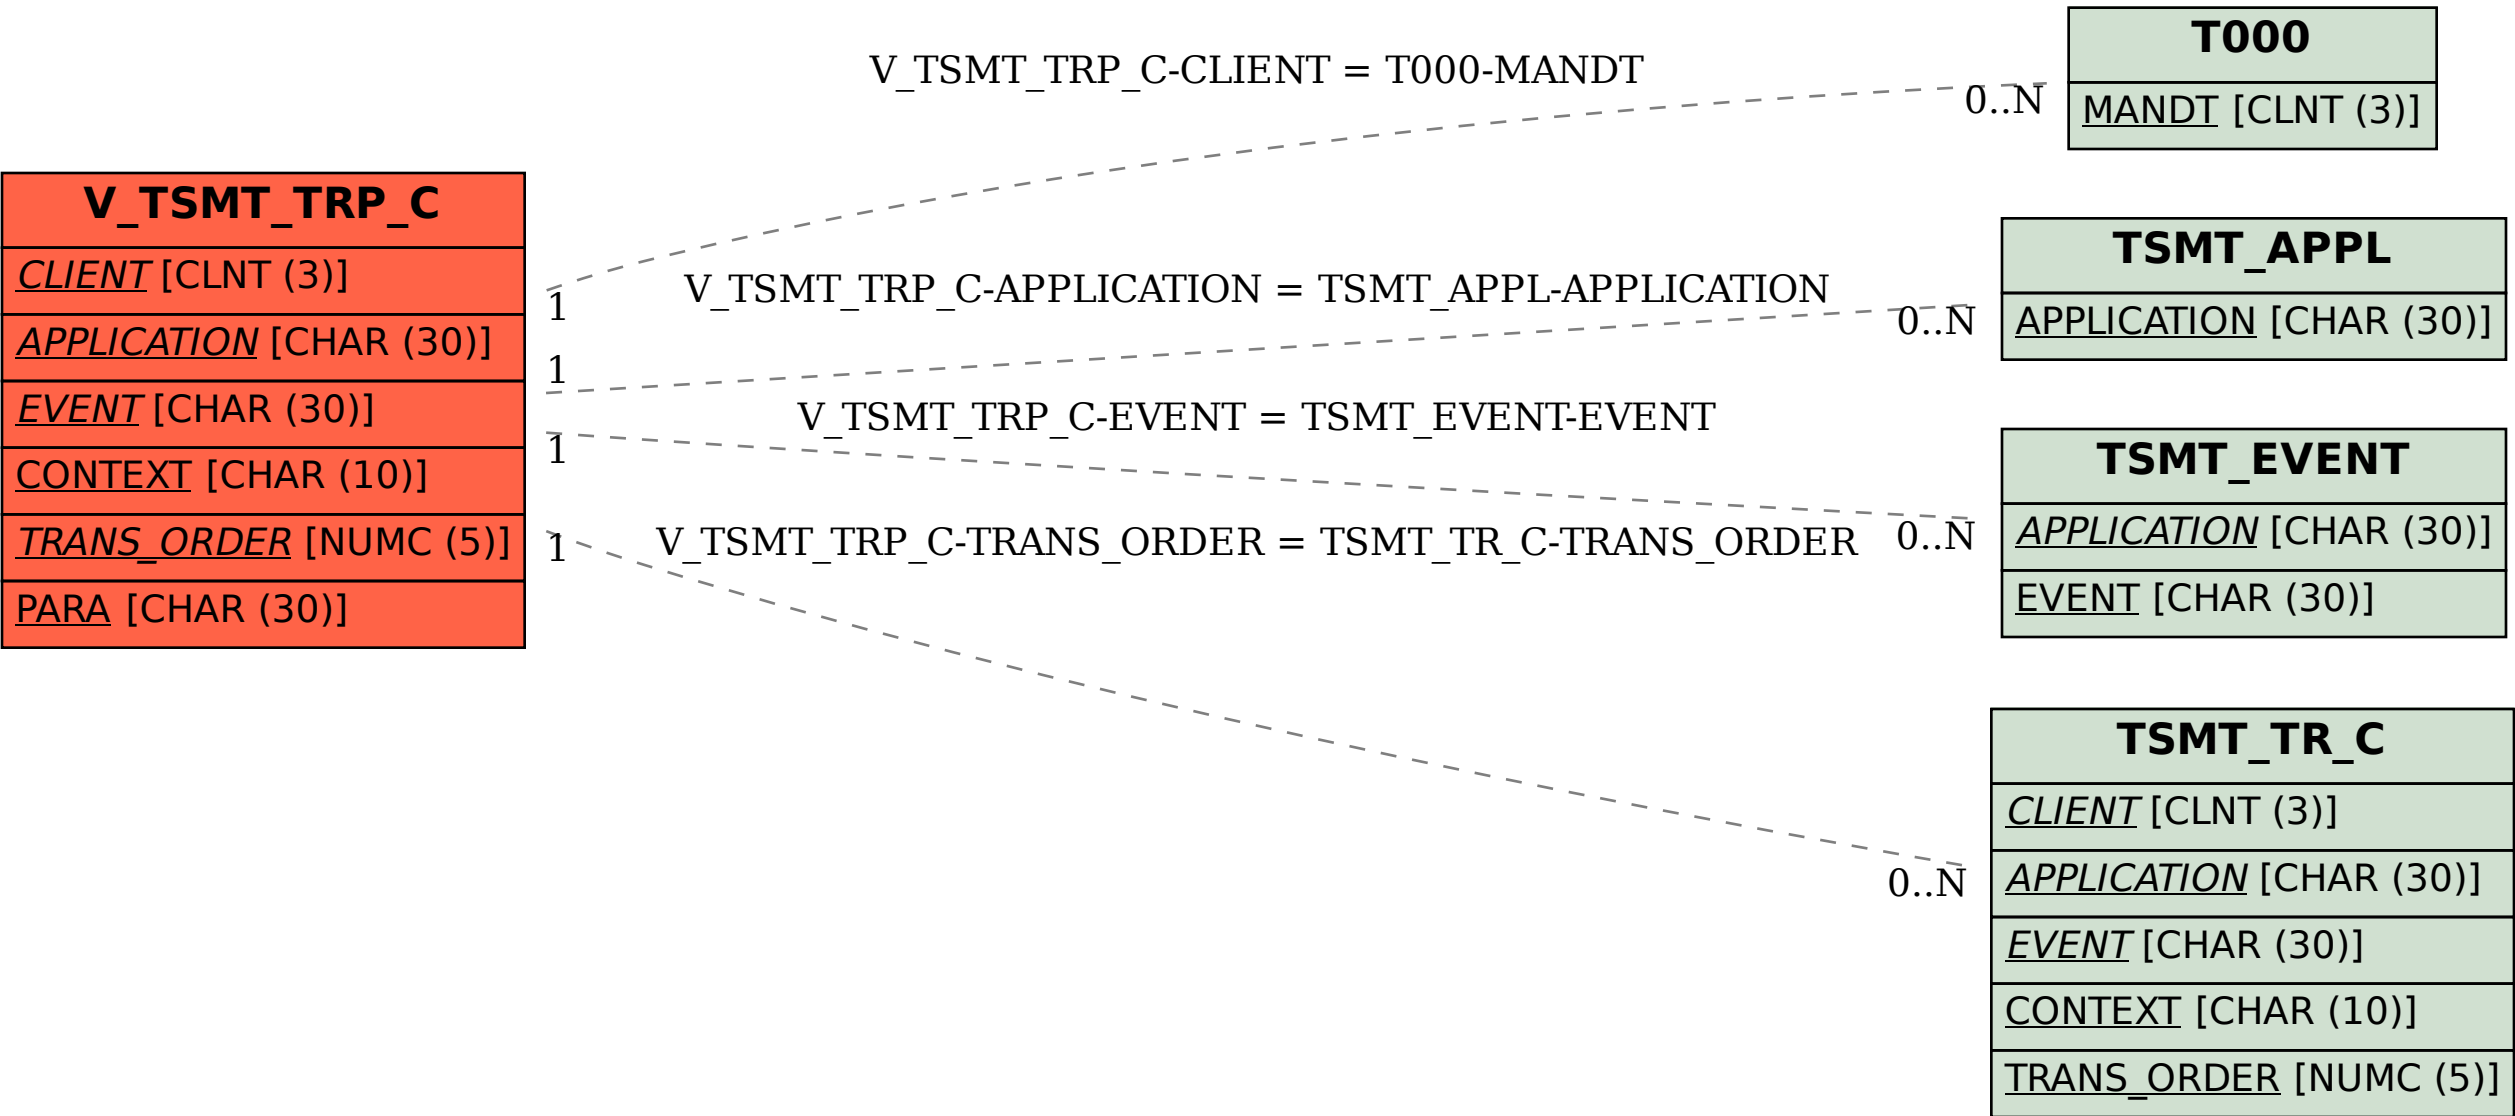 V_TSMT_TRP_C
CLIENT [CLNT (3)]
APPLICATION [CHAR (30)]
EVENT [CHAR (30)]
CONTEXT [CHAR (10)]
TRANS_ORDER [NUMC (5)]
PARA [CHAR (30)]
V_TSMT_TRP_C-CLIENT = T000-MANDT
1
0..N
V_TSMT_TRP_C-APPLICATION = TSMT_APPL-APPLICATION
1
0..N
V_TSMT_TRP_C-EVENT = TSMT_EVENT-EVENT
1
0..N
V_TSMT_TRP_C-TRANS_ORDER = TSMT_TR_C-TRANS_ORDER
1
0..N
T000
MANDT [CLNT (3)]
TSMT_APPL
APPLICATION [CHAR (30)]
TSMT_EVENT
APPLICATION [CHAR (30)]
EVENT [CHAR (30)]
TSMT_TR_C
CLIENT [CLNT (3)]
APPLICATION [CHAR (30)]
EVENT [CHAR (30)]
CONTEXT [CHAR (10)]
TRANS_ORDER [NUMC (5)]